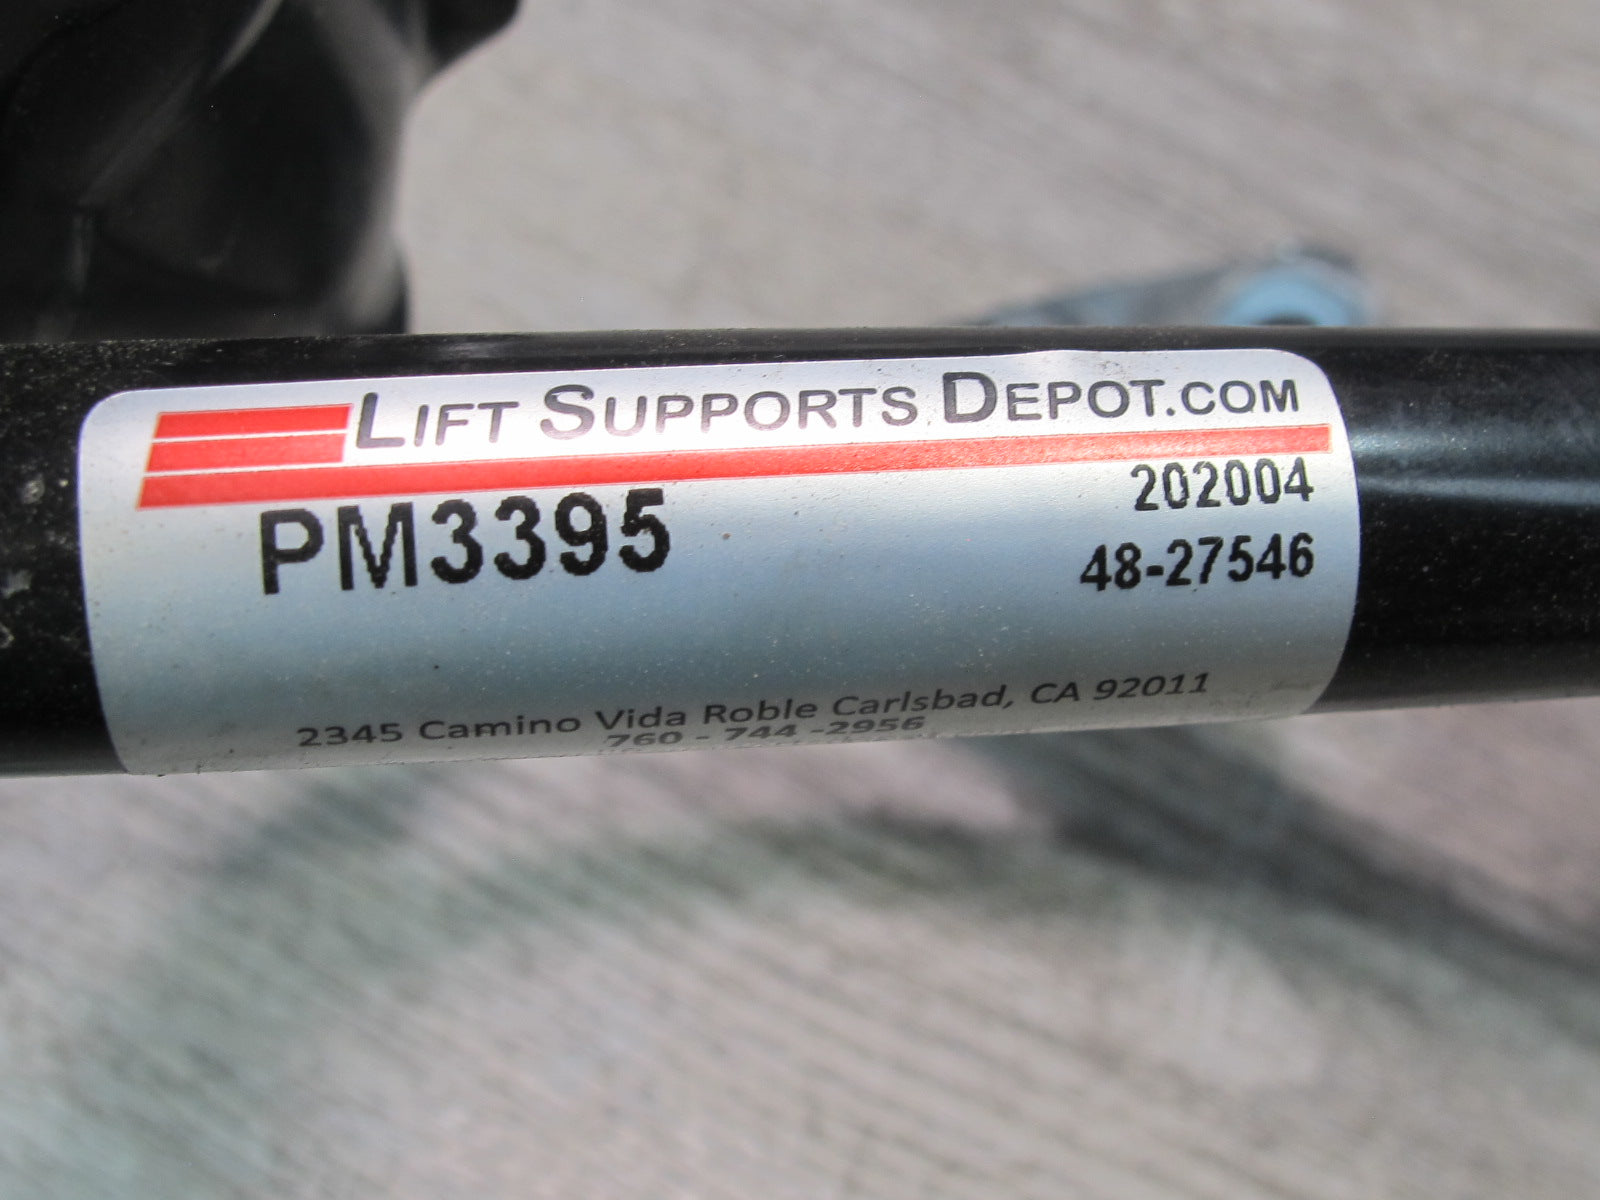 LIFT SUPPORTS DEPOT.COM
PM3395
202004
48-27546
2345 Camino Vida Roble Carlsbad, CA 92011
760 - 744 -2956